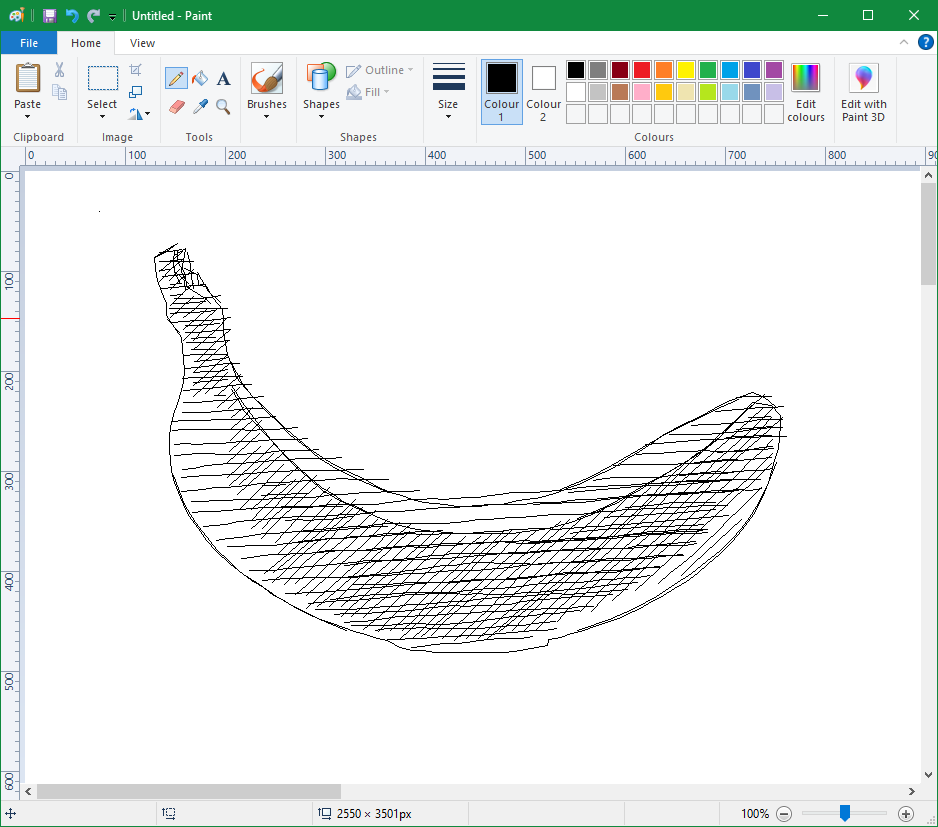 Untitled - Paint
File Home View
Paste
Select
Brushes
Shapes
Outline
Fill
Size
Colour 1
Colour 2
Edit colours
Edit with Paint 3D
Clipboard Image Tools Shapes Colours
0 100 200 300 400 500 600 700 800 90
0
100
200
300
400
500
600
2550 × 3501px 100%